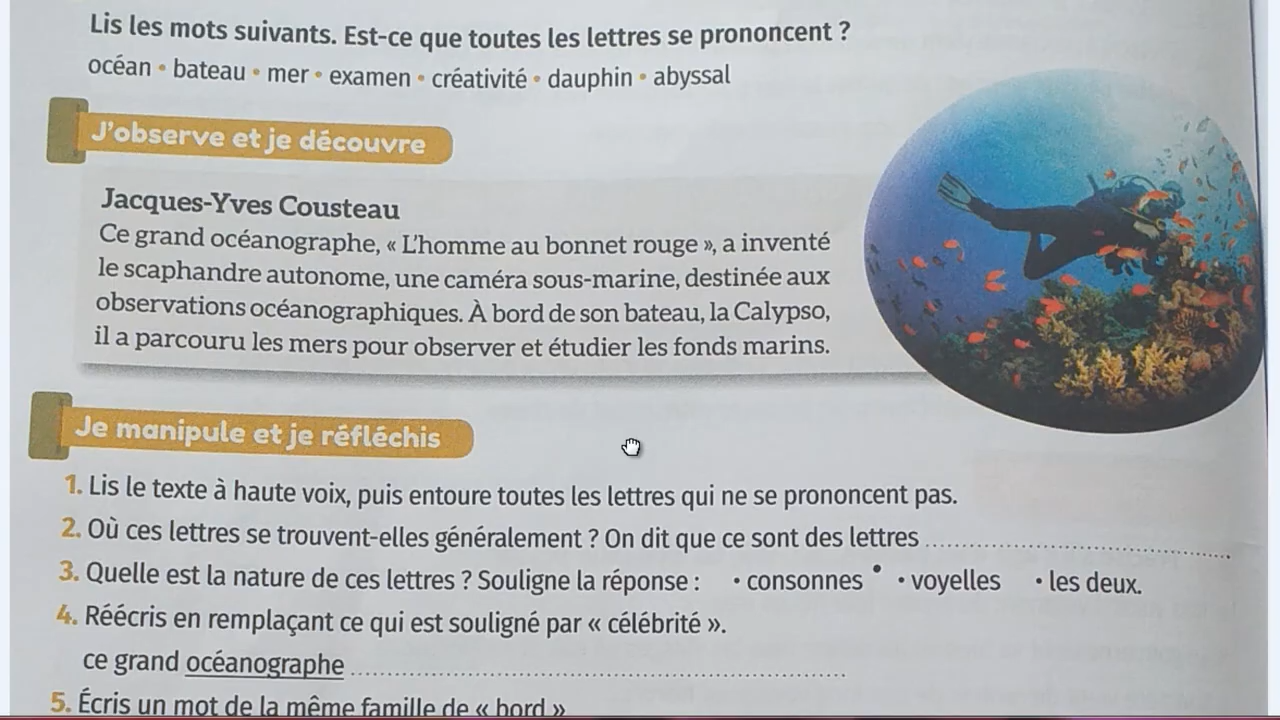 Lis les mots suivants. Est-ce que toutes les lettres se prononcent ?
océan • bateau • mer • examen • créativité • dauphin • abyssal
J'observe et je découvre
Jacques-Yves Cousteau
Ce grand océanographe, « L'homme au bonnet rouge », a inventé
le scaphandre autonome, une caméra sous-marine, destinée aux
observations océanographiques. À bord de son bateau, la Calypso,
il a parcouru les mers pour observer et étudier les fonds marins.
Je manipule et je réfléchis
1. Lis le texte à haute voix, puis entoure toutes les lettres qui ne se prononcent pas.
2. Où ces lettres se trouvent-elles généralement ? On dit que ce sont des lettres ........................................
3. Quelle est la nature de ces lettres ? Souligne la réponse : • consonnes • voyelles • les deux.
4. Réécris en remplaçant ce qui est souligné par « célébrité ».
ce grand océanographe ........................................
5. Écris un mot de la même famille de « bord »